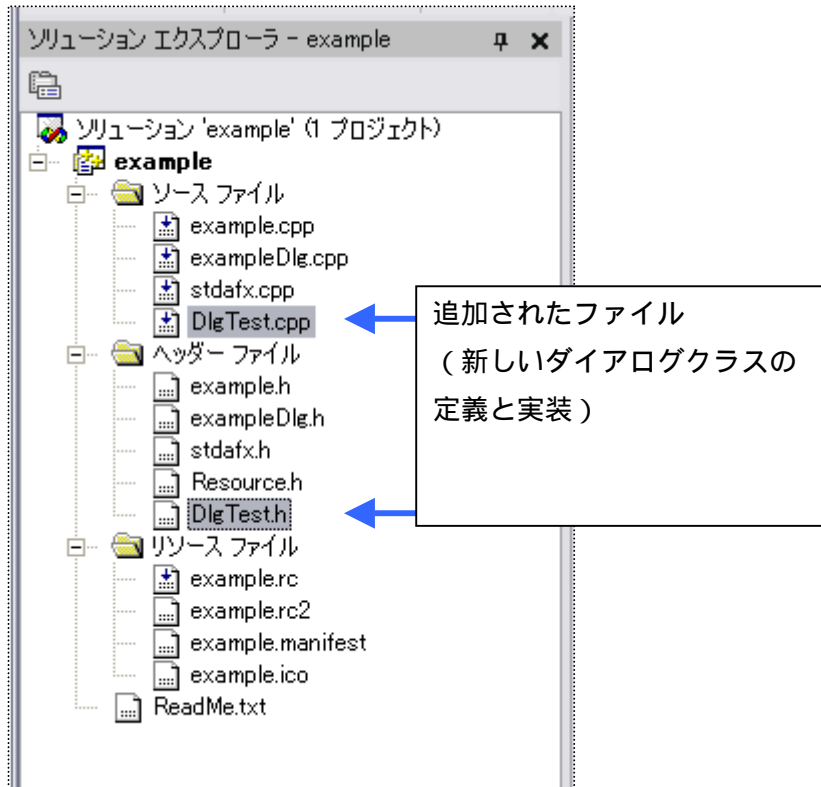 ソリューション エクスプローラ - example
ソリューション 'example' (1 プロジェクト)
example
ソース ファイル
example.cpp
exampleDlg.cpp
stdafx.cpp
DlgTest.cpp
ヘッダー ファイル
example.h
exampleDlg.h
stdafx.h
Resource.h
DlgTest.h
リソース ファイル
example.rc
example.rc2
example.manifest
example.ico
ReadMe.txt
追加されたファイル
（新しいダイアログクラスの
定義と実装）